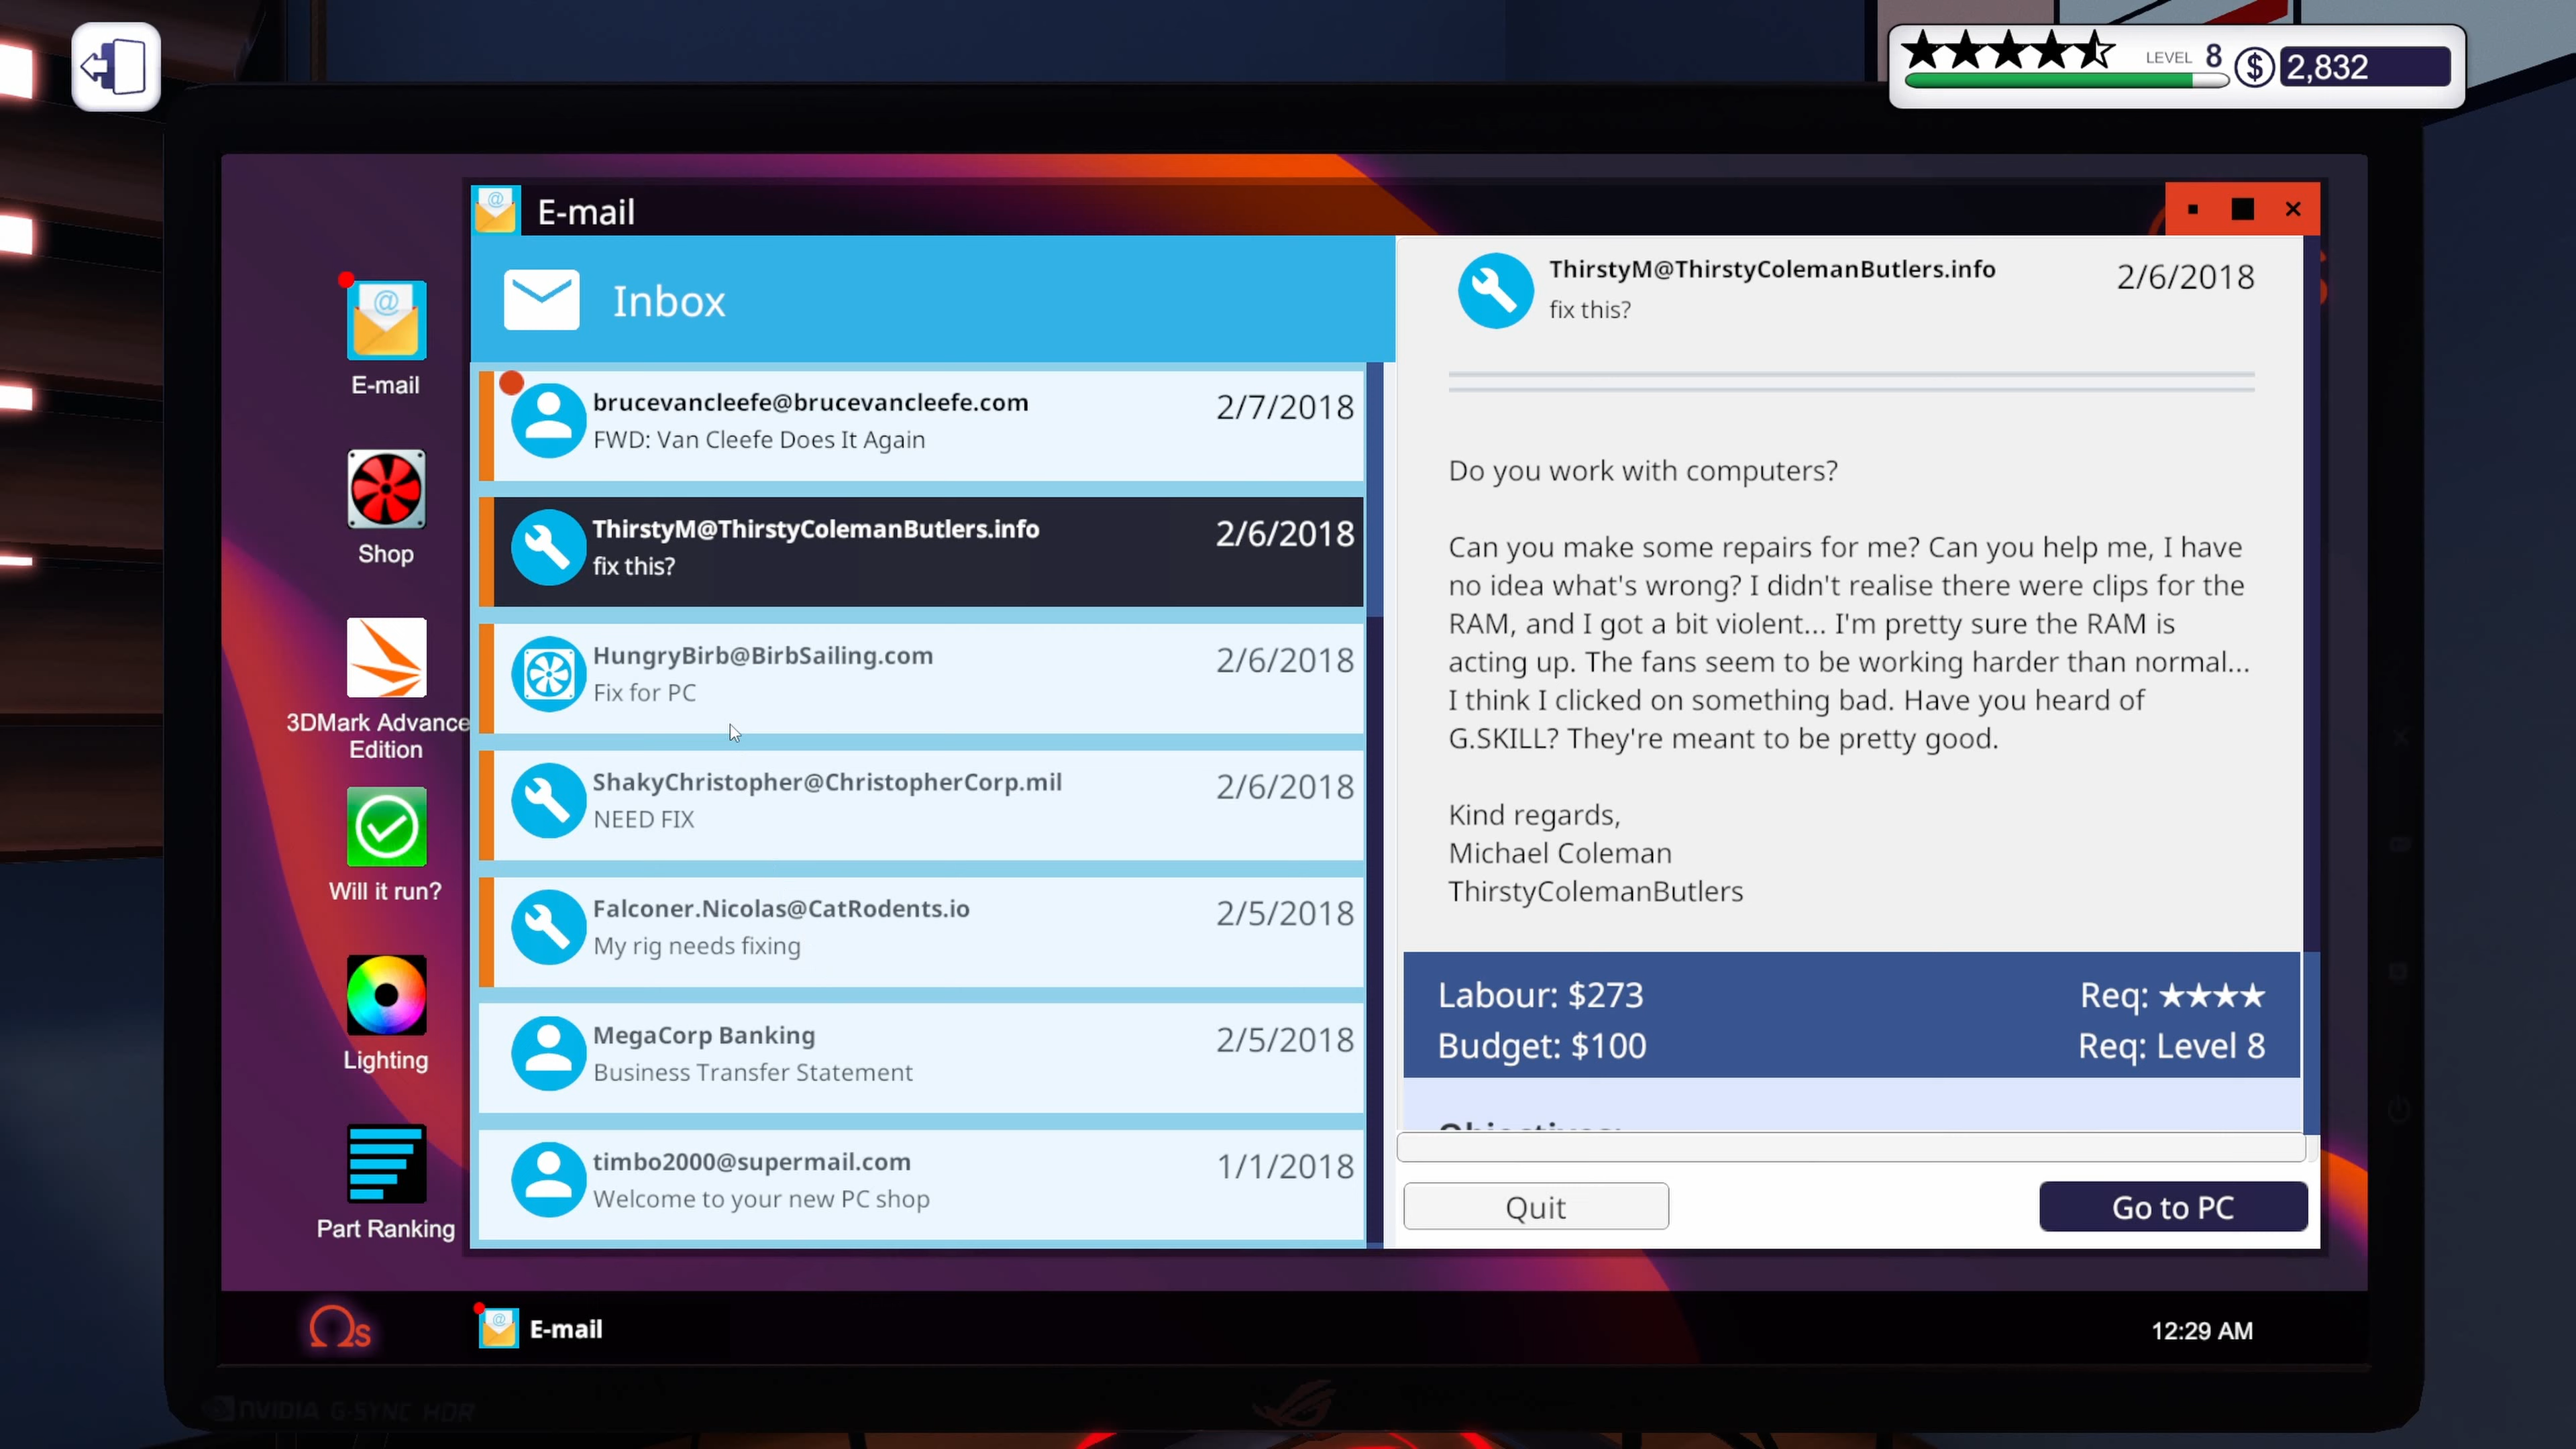 LEVEL 8
$ 2,832
E-mail
Inbox
ThirstyM@ThirstyColemanButlers.info
2/6/2018
fix this?
E-mail
Shop
3DMark Advance
Edition
Will it run?
Lighting
Part Ranking
brucevancleefe@brucevancleefe.com
2/7/2018
FWD: Van Cleefe Does It Again
ThirstyM@ThirstyColemanButlers.info
2/6/2018
fix this?
HungryBirb@BirbSailing.com
2/6/2018
Fix for PC
ShakyChristopher@ChristopherCorp.mil
2/6/2018
NEED FIX
Falconer.Nicolas@CatRodents.io
2/5/2018
My rig needs fixing
MegaCorp Banking
2/5/2018
Business Transfer Statement
timbo2000@supermail.com
1/1/2018
Welcome to your new PC shop
Do you work with computers?
Can you make some repairs for me? Can you help me, I have
no idea what's wrong? I didn't realise there were clips for the
RAM, and I got a bit violent... I'm pretty sure the RAM is
acting up. The fans seem to be working harder than normal...
I think I clicked on something bad. Have you heard of
G.SKILL? They're meant to be pretty good.
Kind regards,
Michael Coleman
ThirstyColemanButlers
Labour: $273
Req: ★★★★
Budget: $100
Req: Level 8
Quit
Go to PC
Ωs
E-mail
12:29 AM
NVIDIA G-SYNC HDR